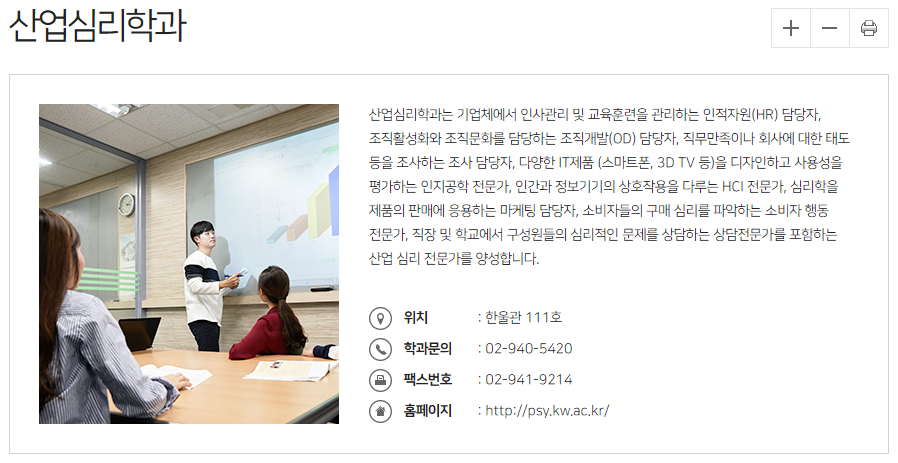 산업심리학과
산업심리학과는 기업체에서 인사관리 및 교육훈련을 관리하는 인적자원(HR) 담당자,
조직활성화와 조직문화를 담당하는 조직개발(OD) 담당자, 직무만족이나 회사에 대한 태도
등을 조사하는 조사 담당자, 다양한 IT제품 (스마트폰, 3D TV 등)을 디자인하고 사용성을
평가하는 인지공학 전문가, 인간과 정보기기의 상호작용을 다루는 HCI 전문가, 심리학을
제품의 판매에 응용하는 마케팅 담당자, 소비자들의 구매 심리를 파악하는 소비자 행동
전문가, 직장 및 학교에서 구성원들의 심리적인 문제를 상담하는 상담전문가를 포함하는
산업 심리 전문가를 양성합니다.
위치 : 한울관 111호
학과문의 : 02-940-5420
팩스번호 : 02-941-9214
홈페이지 : http://psy.kw.ac.kr/